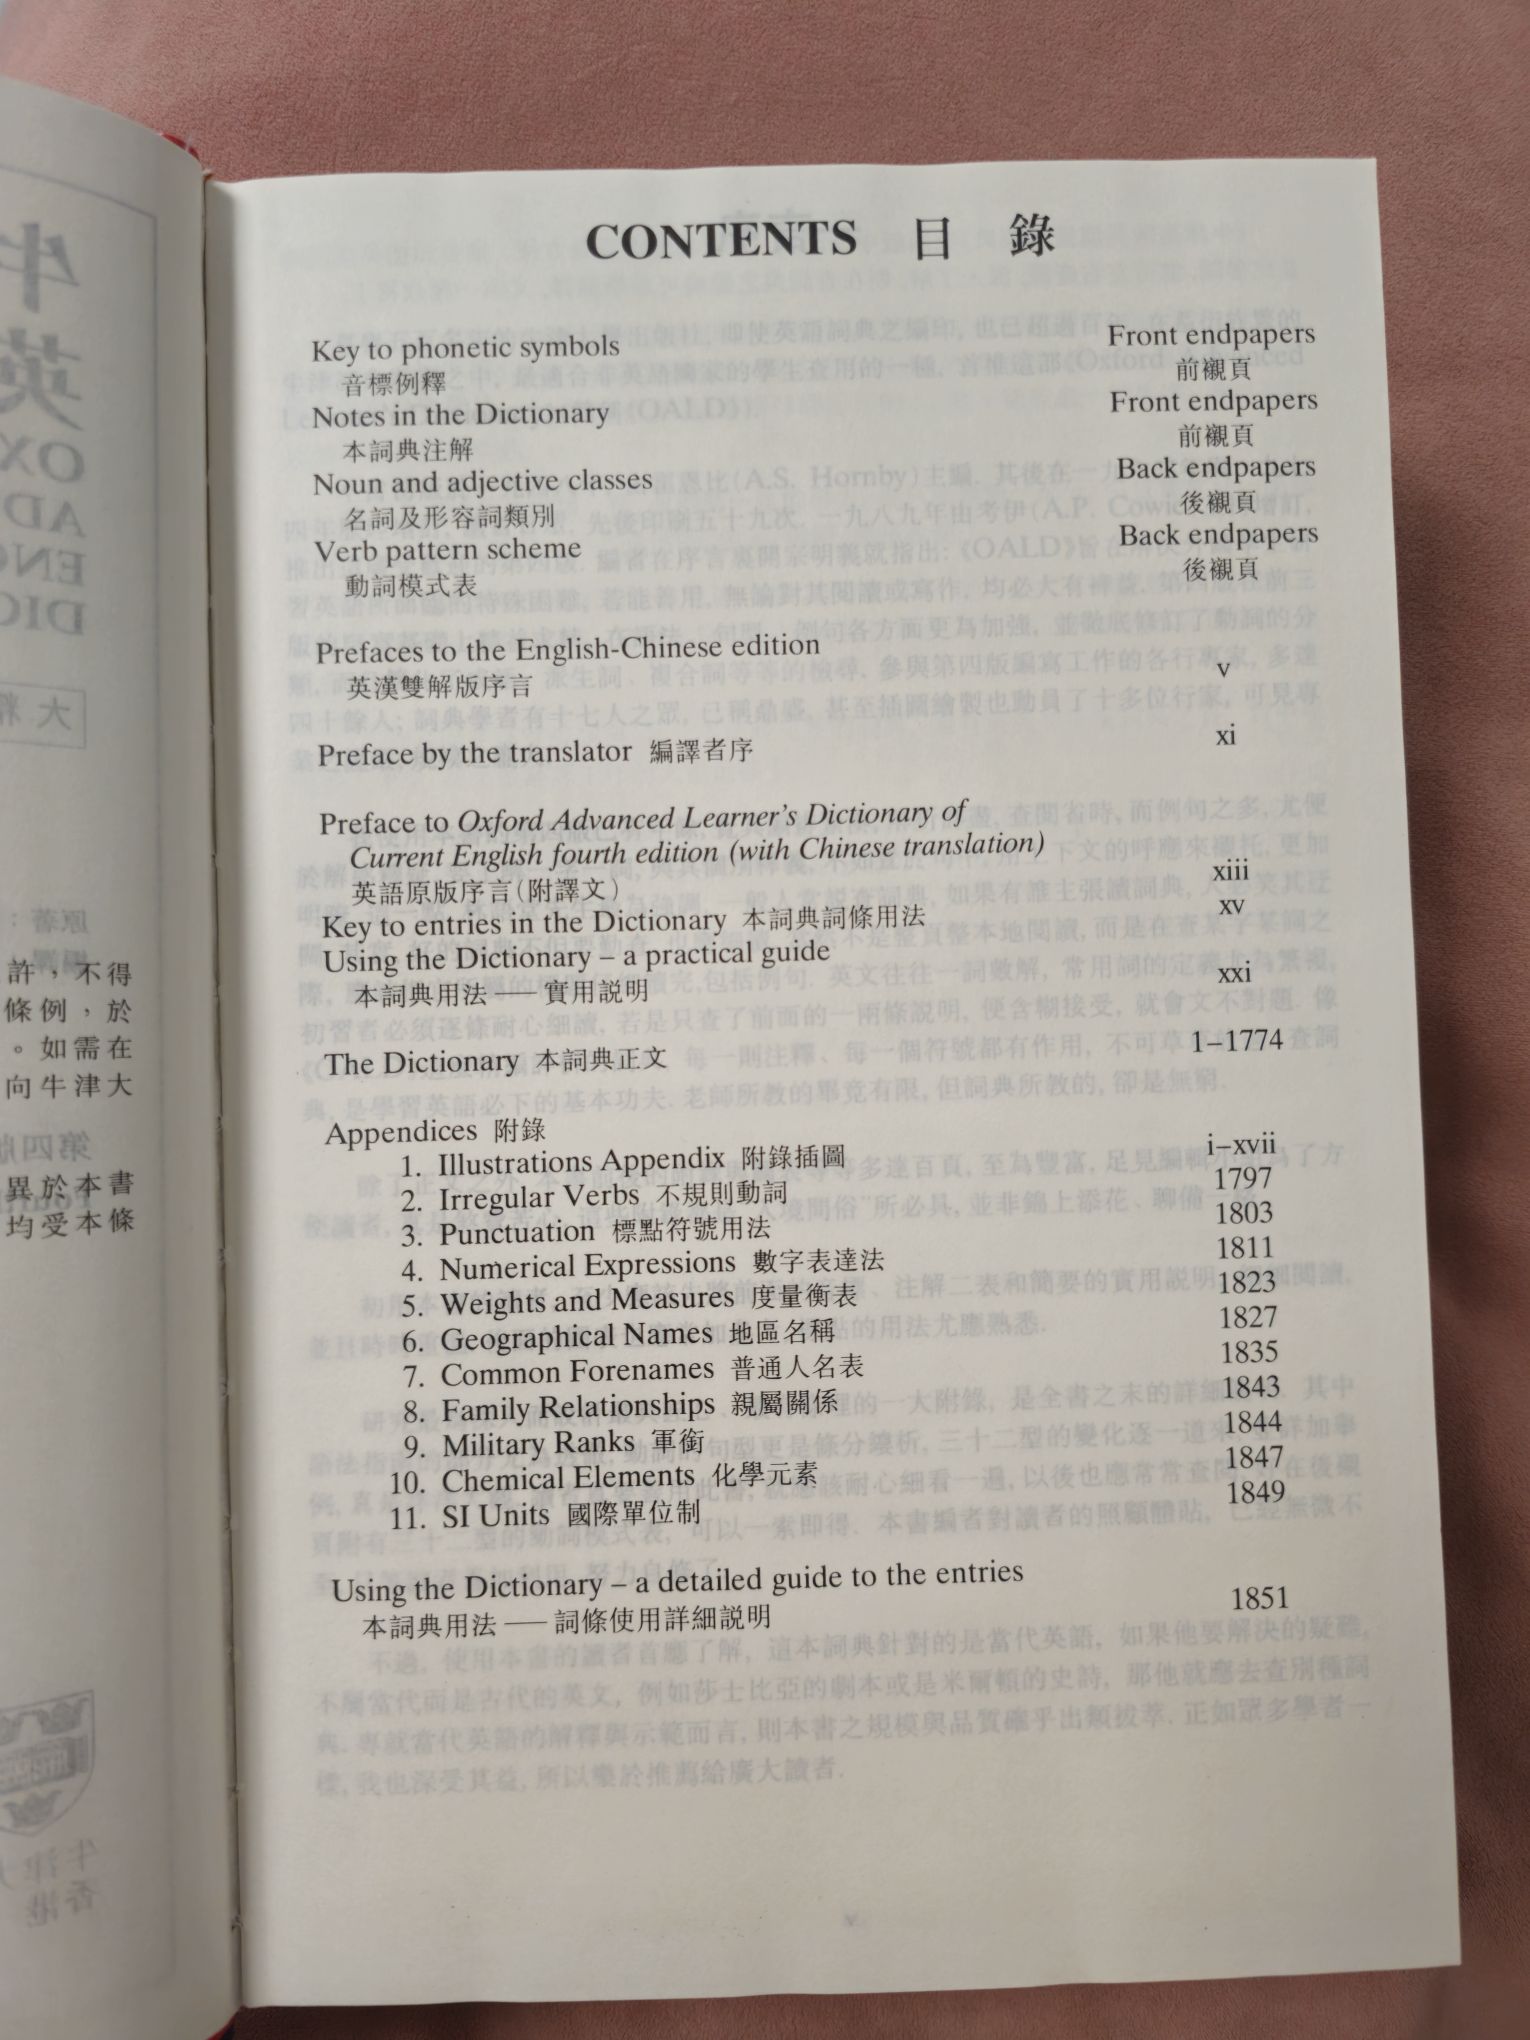 CONTENTS 目 錄
Key to phonetic symbols Front endpapers
音標例釋 前襯頁
Notes in the Dictionary Front endpapers
本詞典注解 前襯頁
Noun and adjective classes Back endpapers
名詞及形容詞類別 後襯頁
Verb pattern scheme Back endpapers
動詞模式表 後襯頁
Prefaces to the English-Chinese edition
英漢雙解版序言 v
Preface by the translator 編譯者序 xi
Preface to Oxford Advanced Learner's Dictionary of
Current English fourth edition (with Chinese translation)
英語原版序言(附譯文) xiii
Key to entries in the Dictionary 本詞典詞條用法 xv
Using the Dictionary – a practical guide
本詞典用法 — 實用説明 xxi
The Dictionary 本詞典正文 1–1774
Appendices 附錄
1. Illustrations Appendix 附錄插圖 i–xvii
2. Irregular Verbs 不規則動詞 1797
3. Punctuation 標點符號用法 1803
4. Numerical Expressions 數字表達法 1811
5. Weights and Measures 度量衡表 1823
6. Geographical Names 地區名稱 1827
7. Common Forenames 普通人名表 1835
8. Family Relationships 親屬關係 1843
9. Military Ranks 軍銜 1844
10. Chemical Elements 化學元素 1847
11. SI Units 國際單位制 1849
Using the Dictionary – a detailed guide to the entries
本詞典用法 — 詞條使用詳細説明 1851
許，不得
條例，於
。如需在
向牛津大
異於本書
均受本條